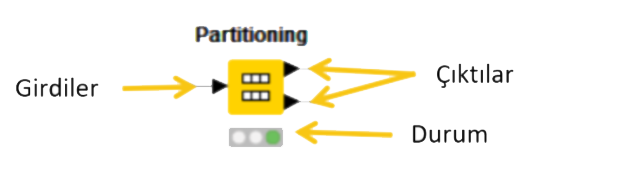 Partitioning
Girdiler
Çıktılar
Durum